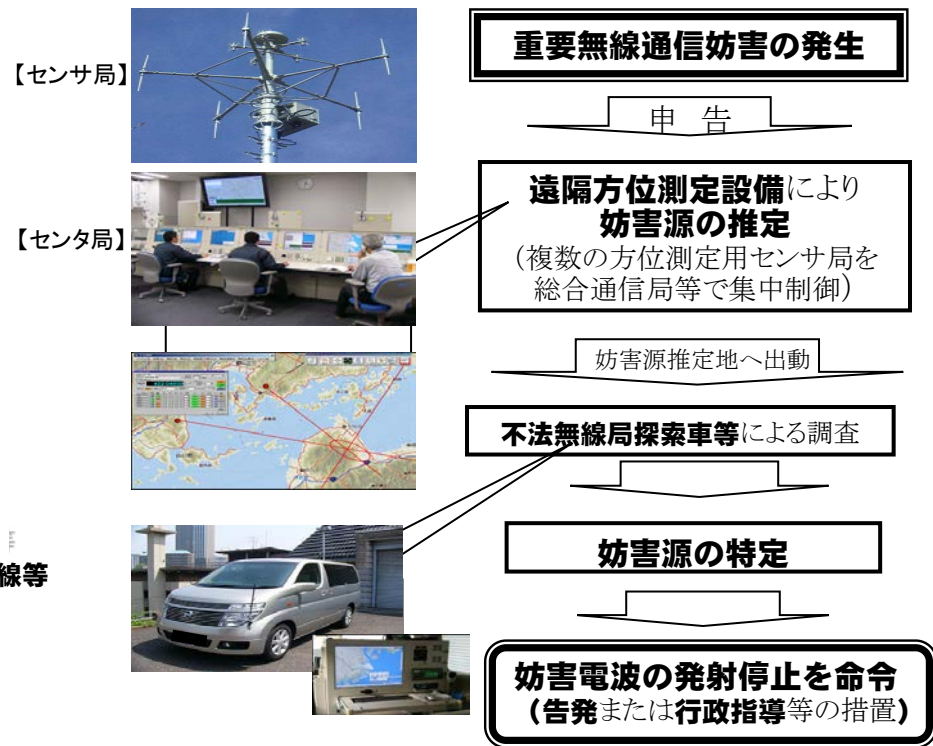 【センサ局】
重要無線通信妨害の発生
申 告
遠隔方位測定設備により
妨害源の推定
(複数の方位測定用センサ局を
総合通信局等で集中制御)
【センタ局】
妨害源推定地へ出動
不法無線局探索車等による調査
線等
妨害源の特定
妨害電波の発射停止を命令
(告発または行政指導等の措置)